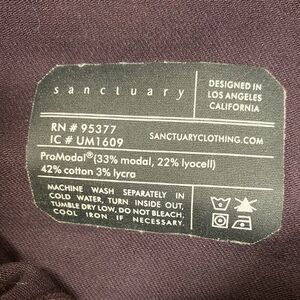 sanctuary
DESIGNED IN
LOS ANGELES
CALIFORNIA
RN # 95377
IC # UM1609
SANCTUARYCLOTHING.COM
ProModal®(33% modal, 22% lyocell)
42% cotton 3% lycra
MACHINE WASH SEPARATELY IN
COLD WATER, TURN INSIDE OUT,
TUMBLE DRY LOW, DO NOT BLEACH.
COOL IRON IF NECESSARY.